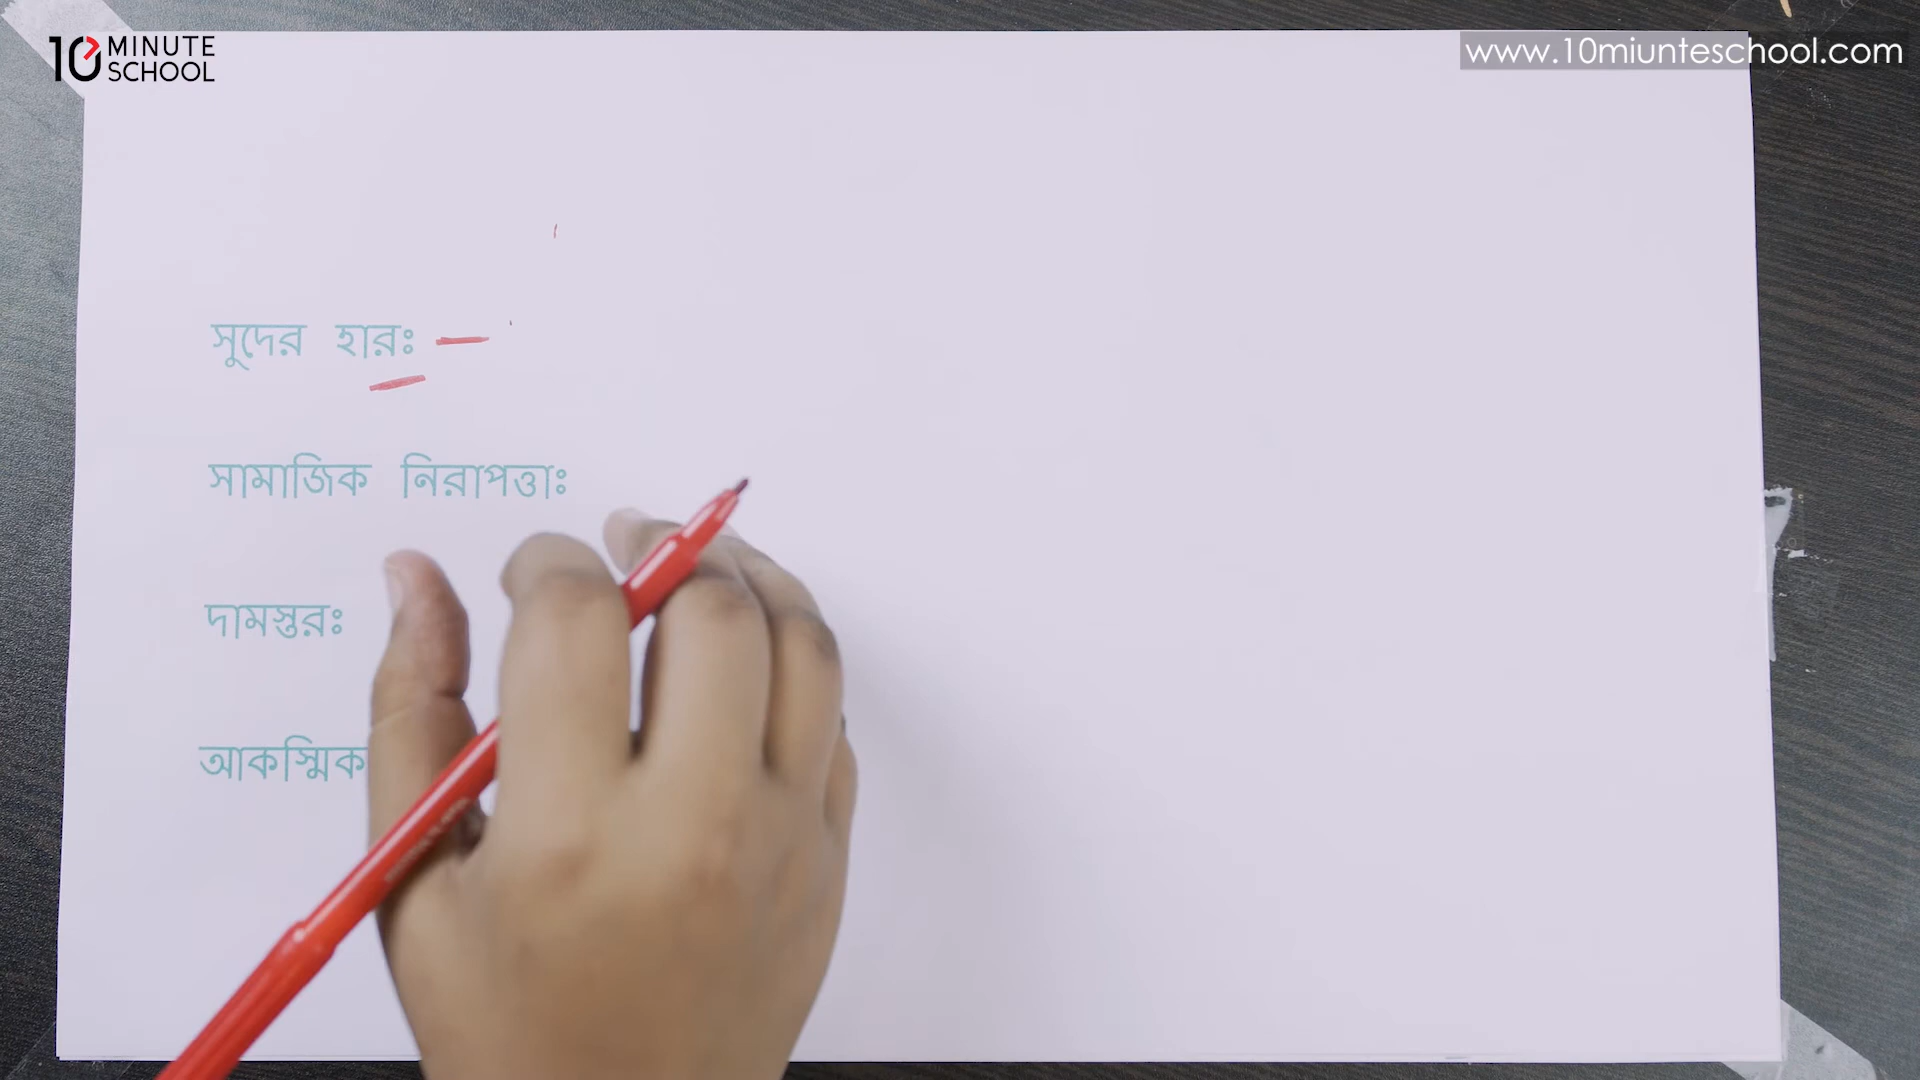 10 MINUTE SCHOOL
www.10miunteschool.com
সুদের হারঃ
সামাজিক নিরাপত্তাঃ
দামস্তরঃ
আকস্মিক